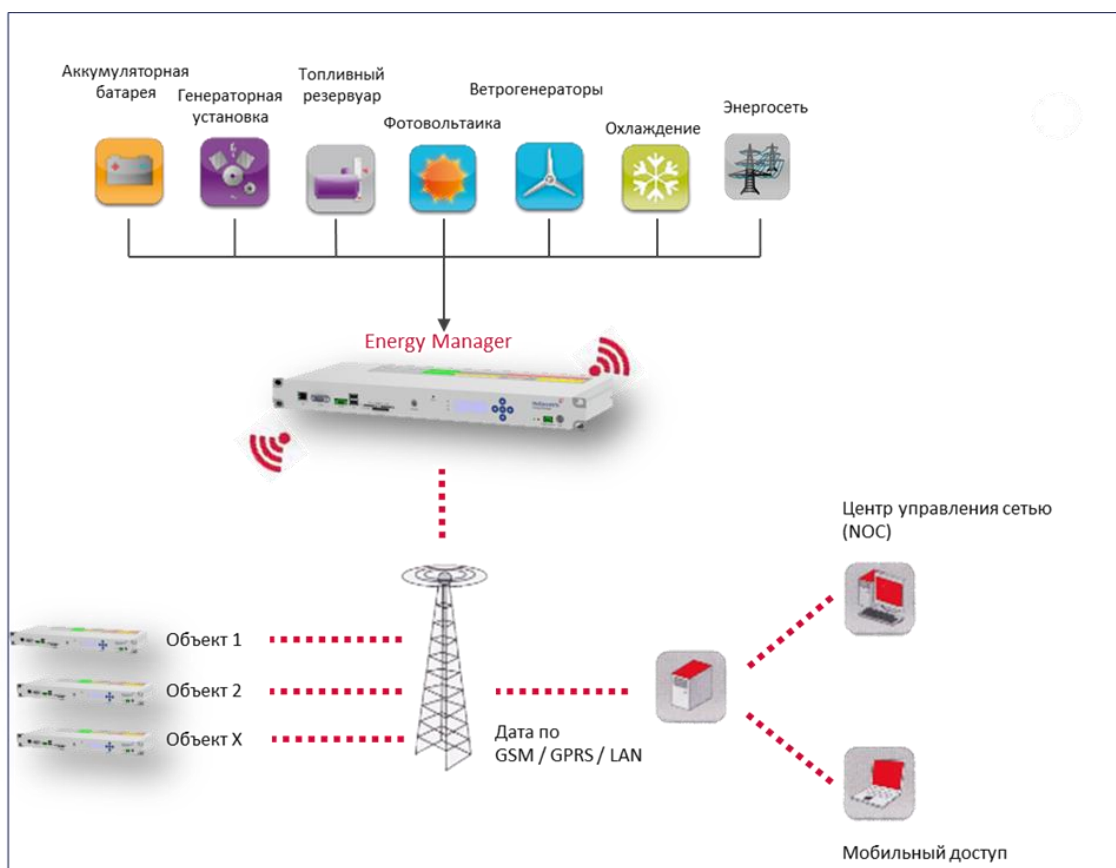 Аккумуляторная
батарея
Генераторная
установка
Топливный
резервуар
Фотовольтаика
Ветрогенераторы
Охлаждение
Энергосеть
Energy Manager
Центр управления сетью
(NOC)
Объект 1
Объект 2
Объект X
Дата по
GSM / GPRS / LAN
Мобильный доступ